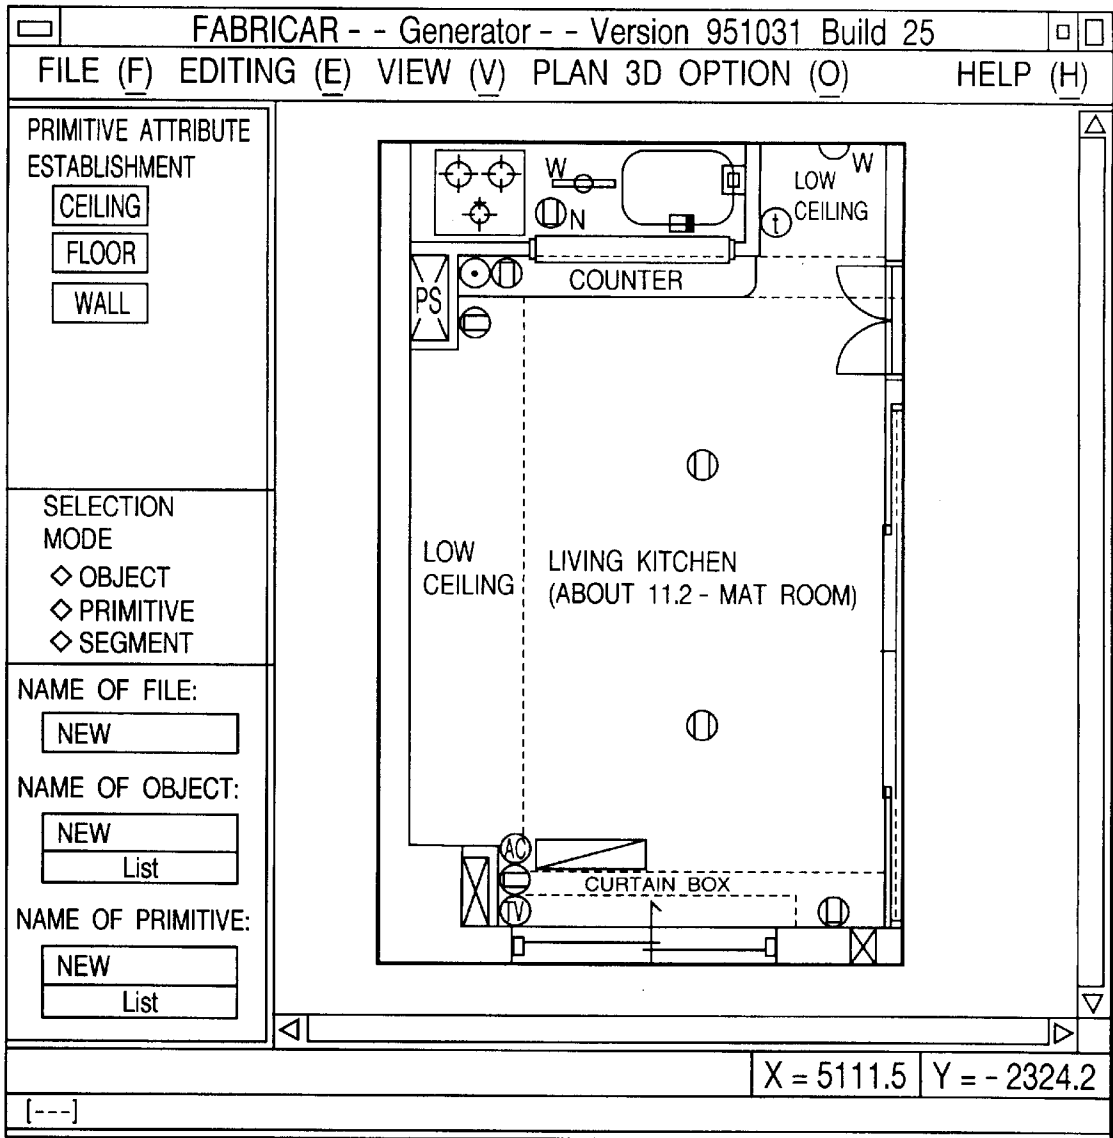 FABRICAR - - Generator - - Version 951031 Build 25
FILE (F) EDITING (E) VIEW (V) PLAN 3D OPTION (O) HELP (H)
PRIMITIVE ATTRIBUTE
ESTABLISHMENT
CEILING
FLOOR
WALL
SELECTION
MODE
◇ OBJECT
◇ PRIMITIVE
◇ SEGMENT
NAME OF FILE:
NEW
NAME OF OBJECT:
NEW
List
NAME OF PRIMITIVE:
NEW
List
W
N
W
LOW
CEILING
t
COUNTER
PS
LOW
CEILING
LIVING KITCHEN
(ABOUT 11.2 - MAT ROOM)
AC
CURTAIN BOX
TV
X = 5111.5 Y = - 2324.2
[---]